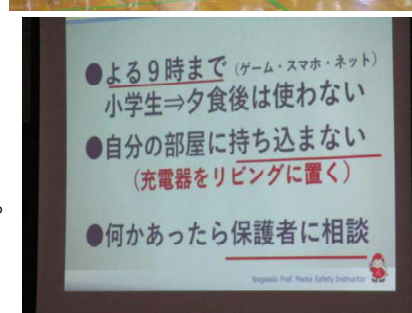 ●よる9時まで（ゲーム・スマホ・ネット）
小学生⇒夕食後は使わない
●自分の部屋に持ち込まない
（充電器をリビングに置く）
●何かあったら保護者に相談
Nagasaki Pref. Media Safety Instructor
。